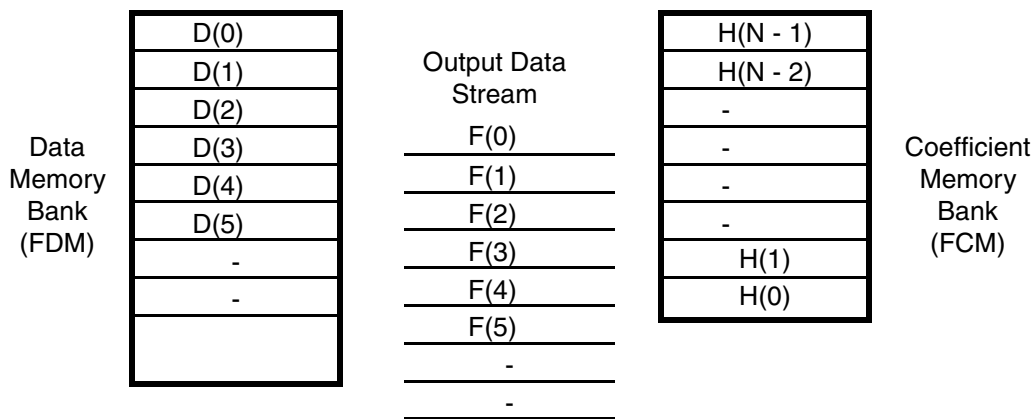 Data
Memory
Bank
(FDM)
D(0)
D(1)
D(2)
D(3)
D(4)
D(5)
-
-
Output Data
Stream
F(0)
F(1)
F(2)
F(3)
F(4)
F(5)
-
-
H(N - 1)
H(N - 2)
-
-
-
-
H(1)
H(0)
Coefficient
Memory
Bank
(FCM)